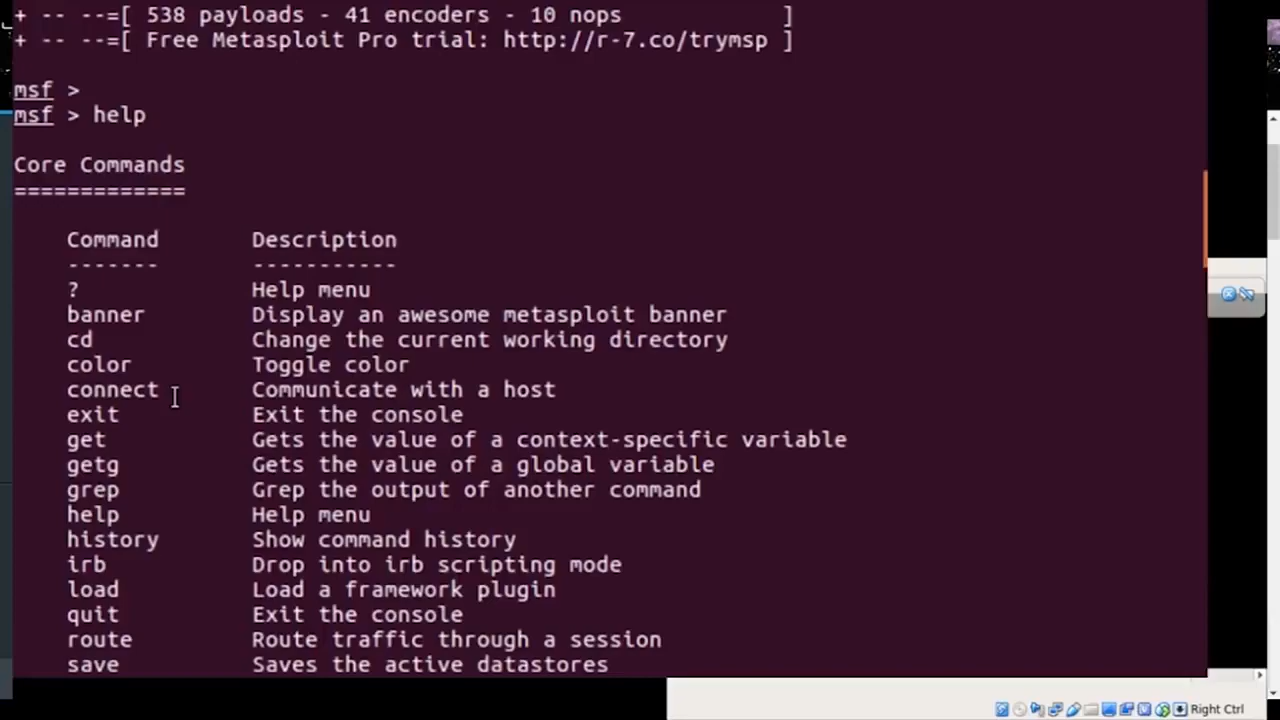 + -- --=[ 538 payloads - 41 encoders - 10 nops ]
+ -- --=[ Free Metasploit Pro trial: http://r-7.co/trymsp ]
msf >
msf > help
Core Commands
=============
Command Description
------- -----------
? Help menu
banner Display an awesome metasploit banner
cd Change the current working directory
color Toggle color
connect Communicate with a host
exit Exit the console
get Gets the value of a context-specific variable
getg Gets the value of a global variable
grep Grep the output of another command
help Help menu
history Show command history
irb Drop into irb scripting mode
load Load a framework plugin
quit Exit the console
route Route traffic through a session
save Saves the active datastores
Right Ctrl